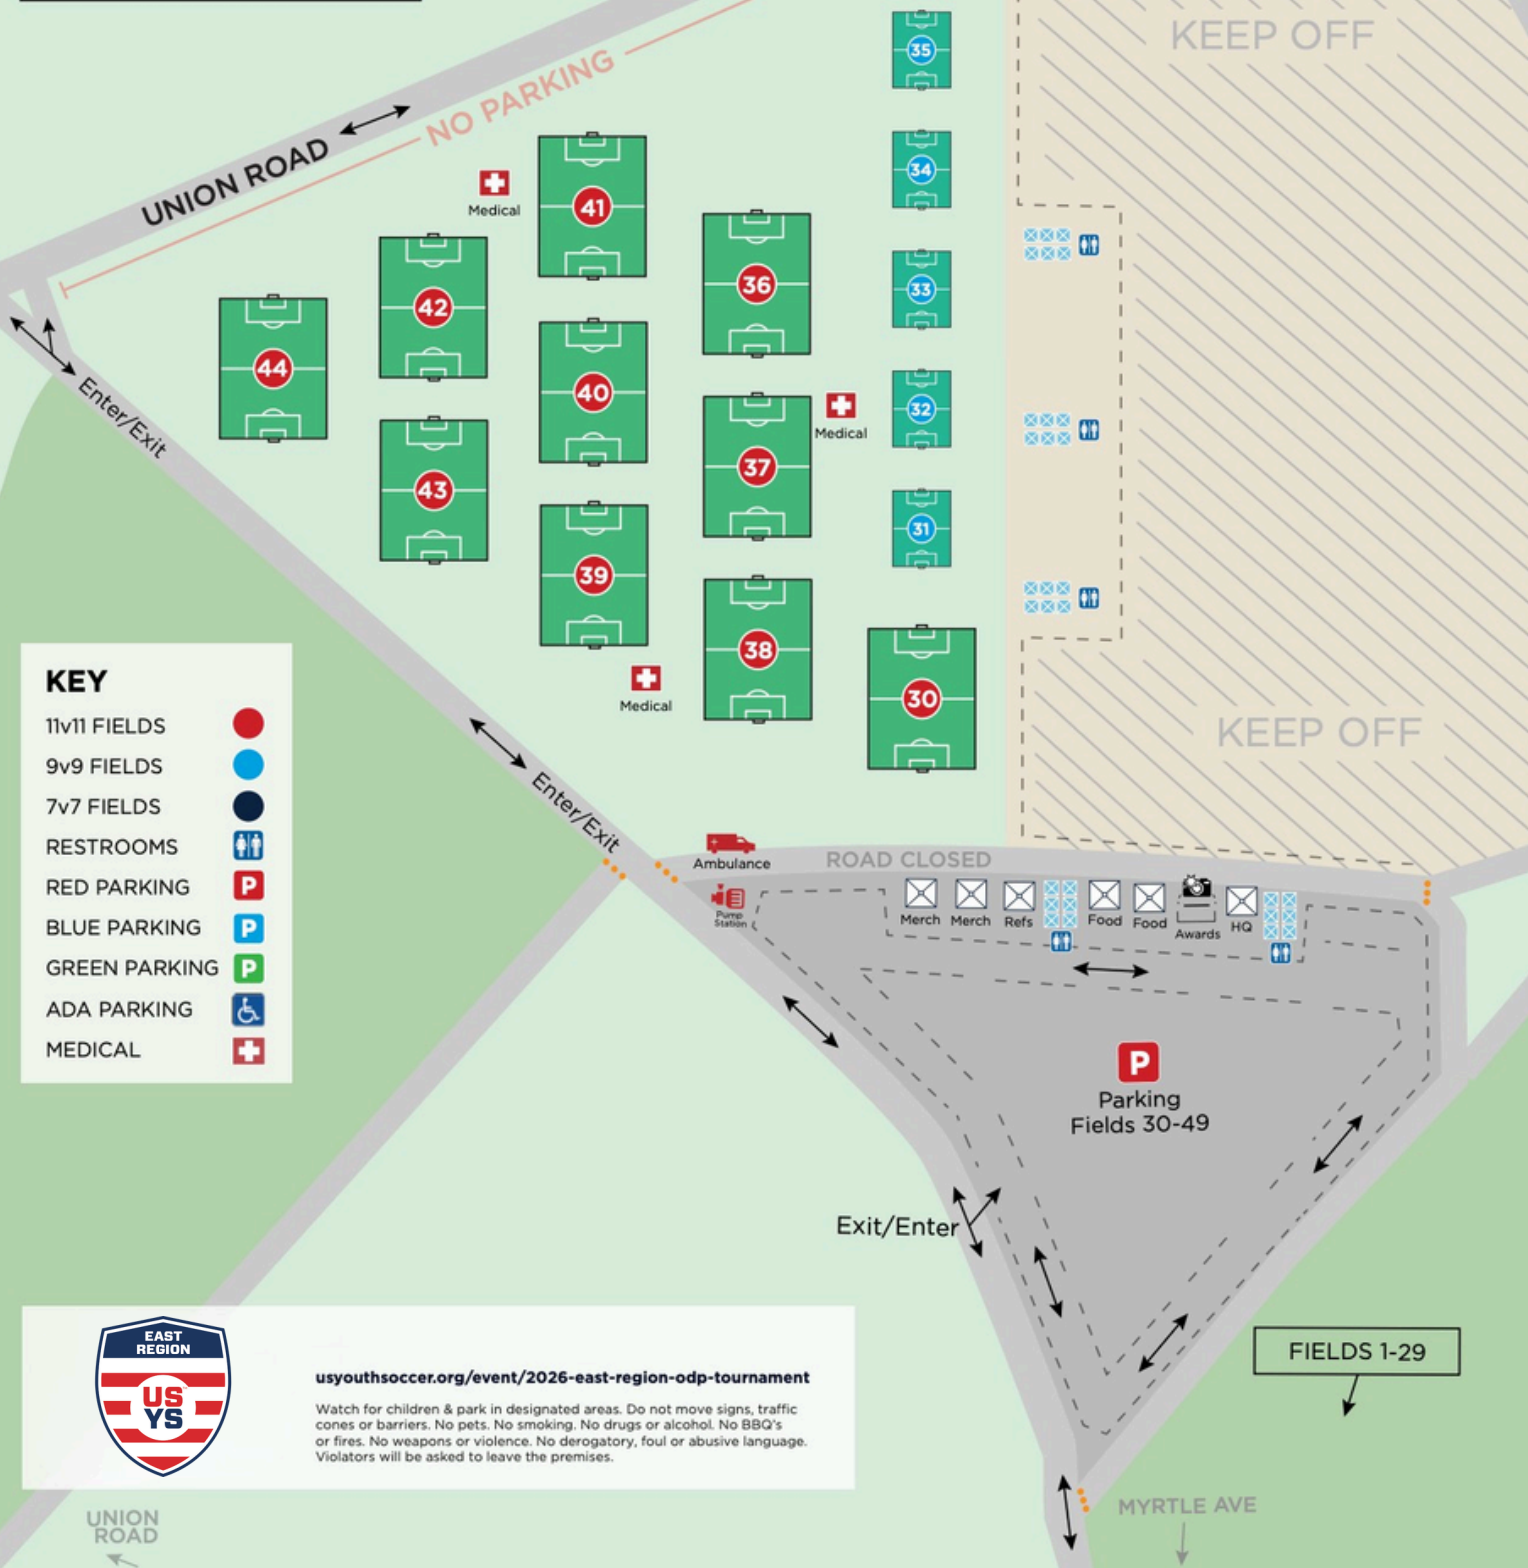 KEEP OFF
35
NO PARKING
UNION ROAD
34
Medical
41
36
33
42
44
40
32
Medical
Enter/Exit
37
43
31
39
38
Medical
30
KEEP OFF
KEY
11v11 FIELDS
9v9 FIELDS
7v7 FIELDS
RESTROOMS
RED PARKING P
BLUE PARKING P
GREEN PARKING P
ADA PARKING
MEDICAL
Enter/Exit
Ambulance
ROAD CLOSED
Pump
Station
Merch
Merch
Refs
Food
Food
Awards
HQ
P
Parking
Fields 30-49
Exit/Enter
FIELDS 1-29
EAST
REGION
US
YS
usyouthsoccer.org/event/2026-east-region-odp-tournament
Watch for children & park in designated areas. Do not move signs, traffic
cones or barriers. No pets. No smoking. No drugs or alcohol. No BBQ's
or fires. No weapons or violence. No derogatory, foul or abusive language.
Violators will be asked to leave the premises.
UNION
ROAD
MYRTLE AVE